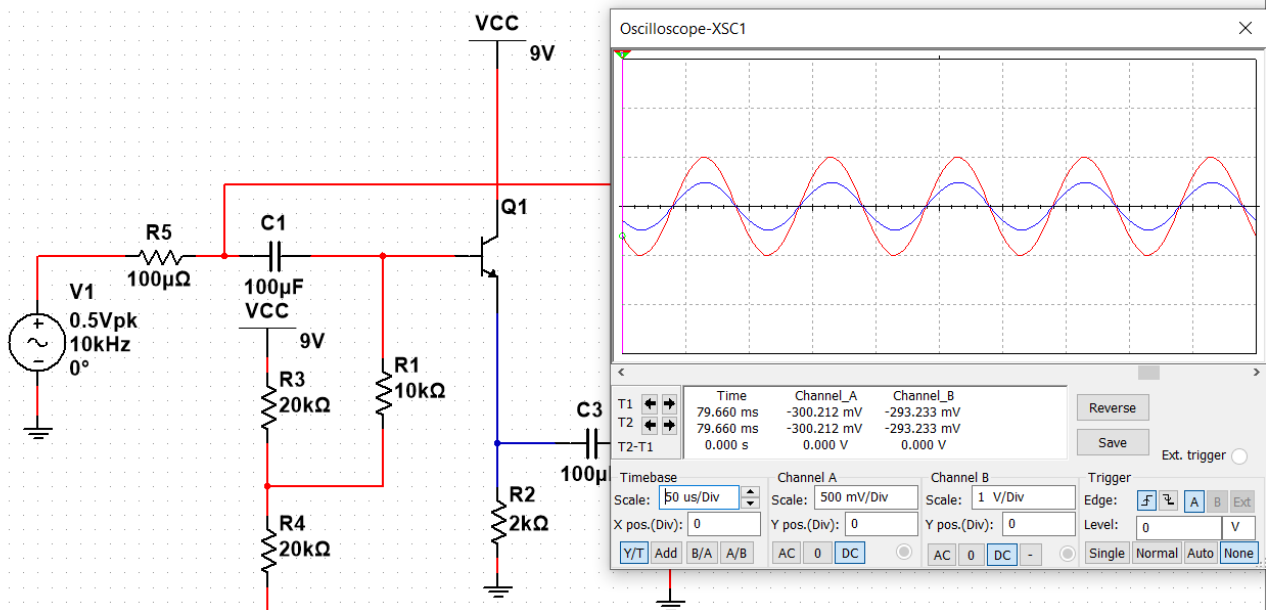 VCC
9V
Q1
R5
100µΩ
C1
100µF
V1
0.5Vpk
10kHz
0°
VCC
9V
R3
20kΩ
R1
10kΩ
C3
R2
2kΩ
R4
20kΩ
Oscilloscope-XSC1
Time Channel_A Channel_B
T1 79.660 ms -300.212 mV -293.233 mV
T2 79.660 ms -300.212 mV -293.233 mV
T2-T1 0.000 s 0.000 V 0.000 V
Reverse
Save
Ext. trigger
Timebase
Scale: 50 us/Div
X pos.(Div): 0
Y/T Add B/A A/B
Channel A
Scale: 500 mV/Div
Y pos.(Div): 0
AC 0 DC
Channel B
Scale: 1 V/Div
Y pos.(Div): 0
AC 0 DC -
Trigger
Edge: A B Ext
Level: 0 V
Single Normal Auto None